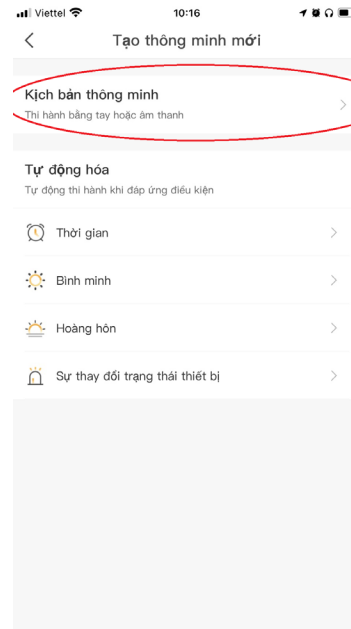 Viettel 10:16
Tạo thông minh mới
Kịch bản thông minh
Thi hành bằng tay hoặc âm thanh
Tự động hóa
Tự động thi hành khi đáp ứng điều kiện
Thời gian
Bình minh
Hoàng hôn
Sự thay đổi trạng thái thiết bị